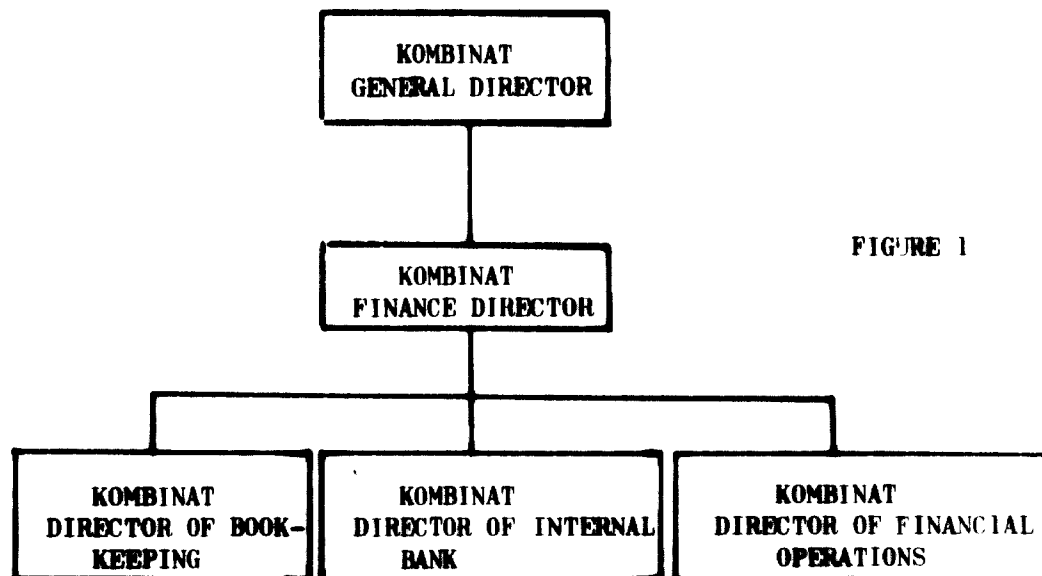 KOMBINAT
GENERAL DIRECTOR
FIGURE 1
KOMBINAT
FINANCE DIRECTOR
KOMBINAT
DIRECTOR OF BOOK-
KEEPING
KOMBINAT
DIRECTOR OF INTERNAL
BANK
KOMBINAT
DIRECTOR OF FINANCIAL
OPERATIONS